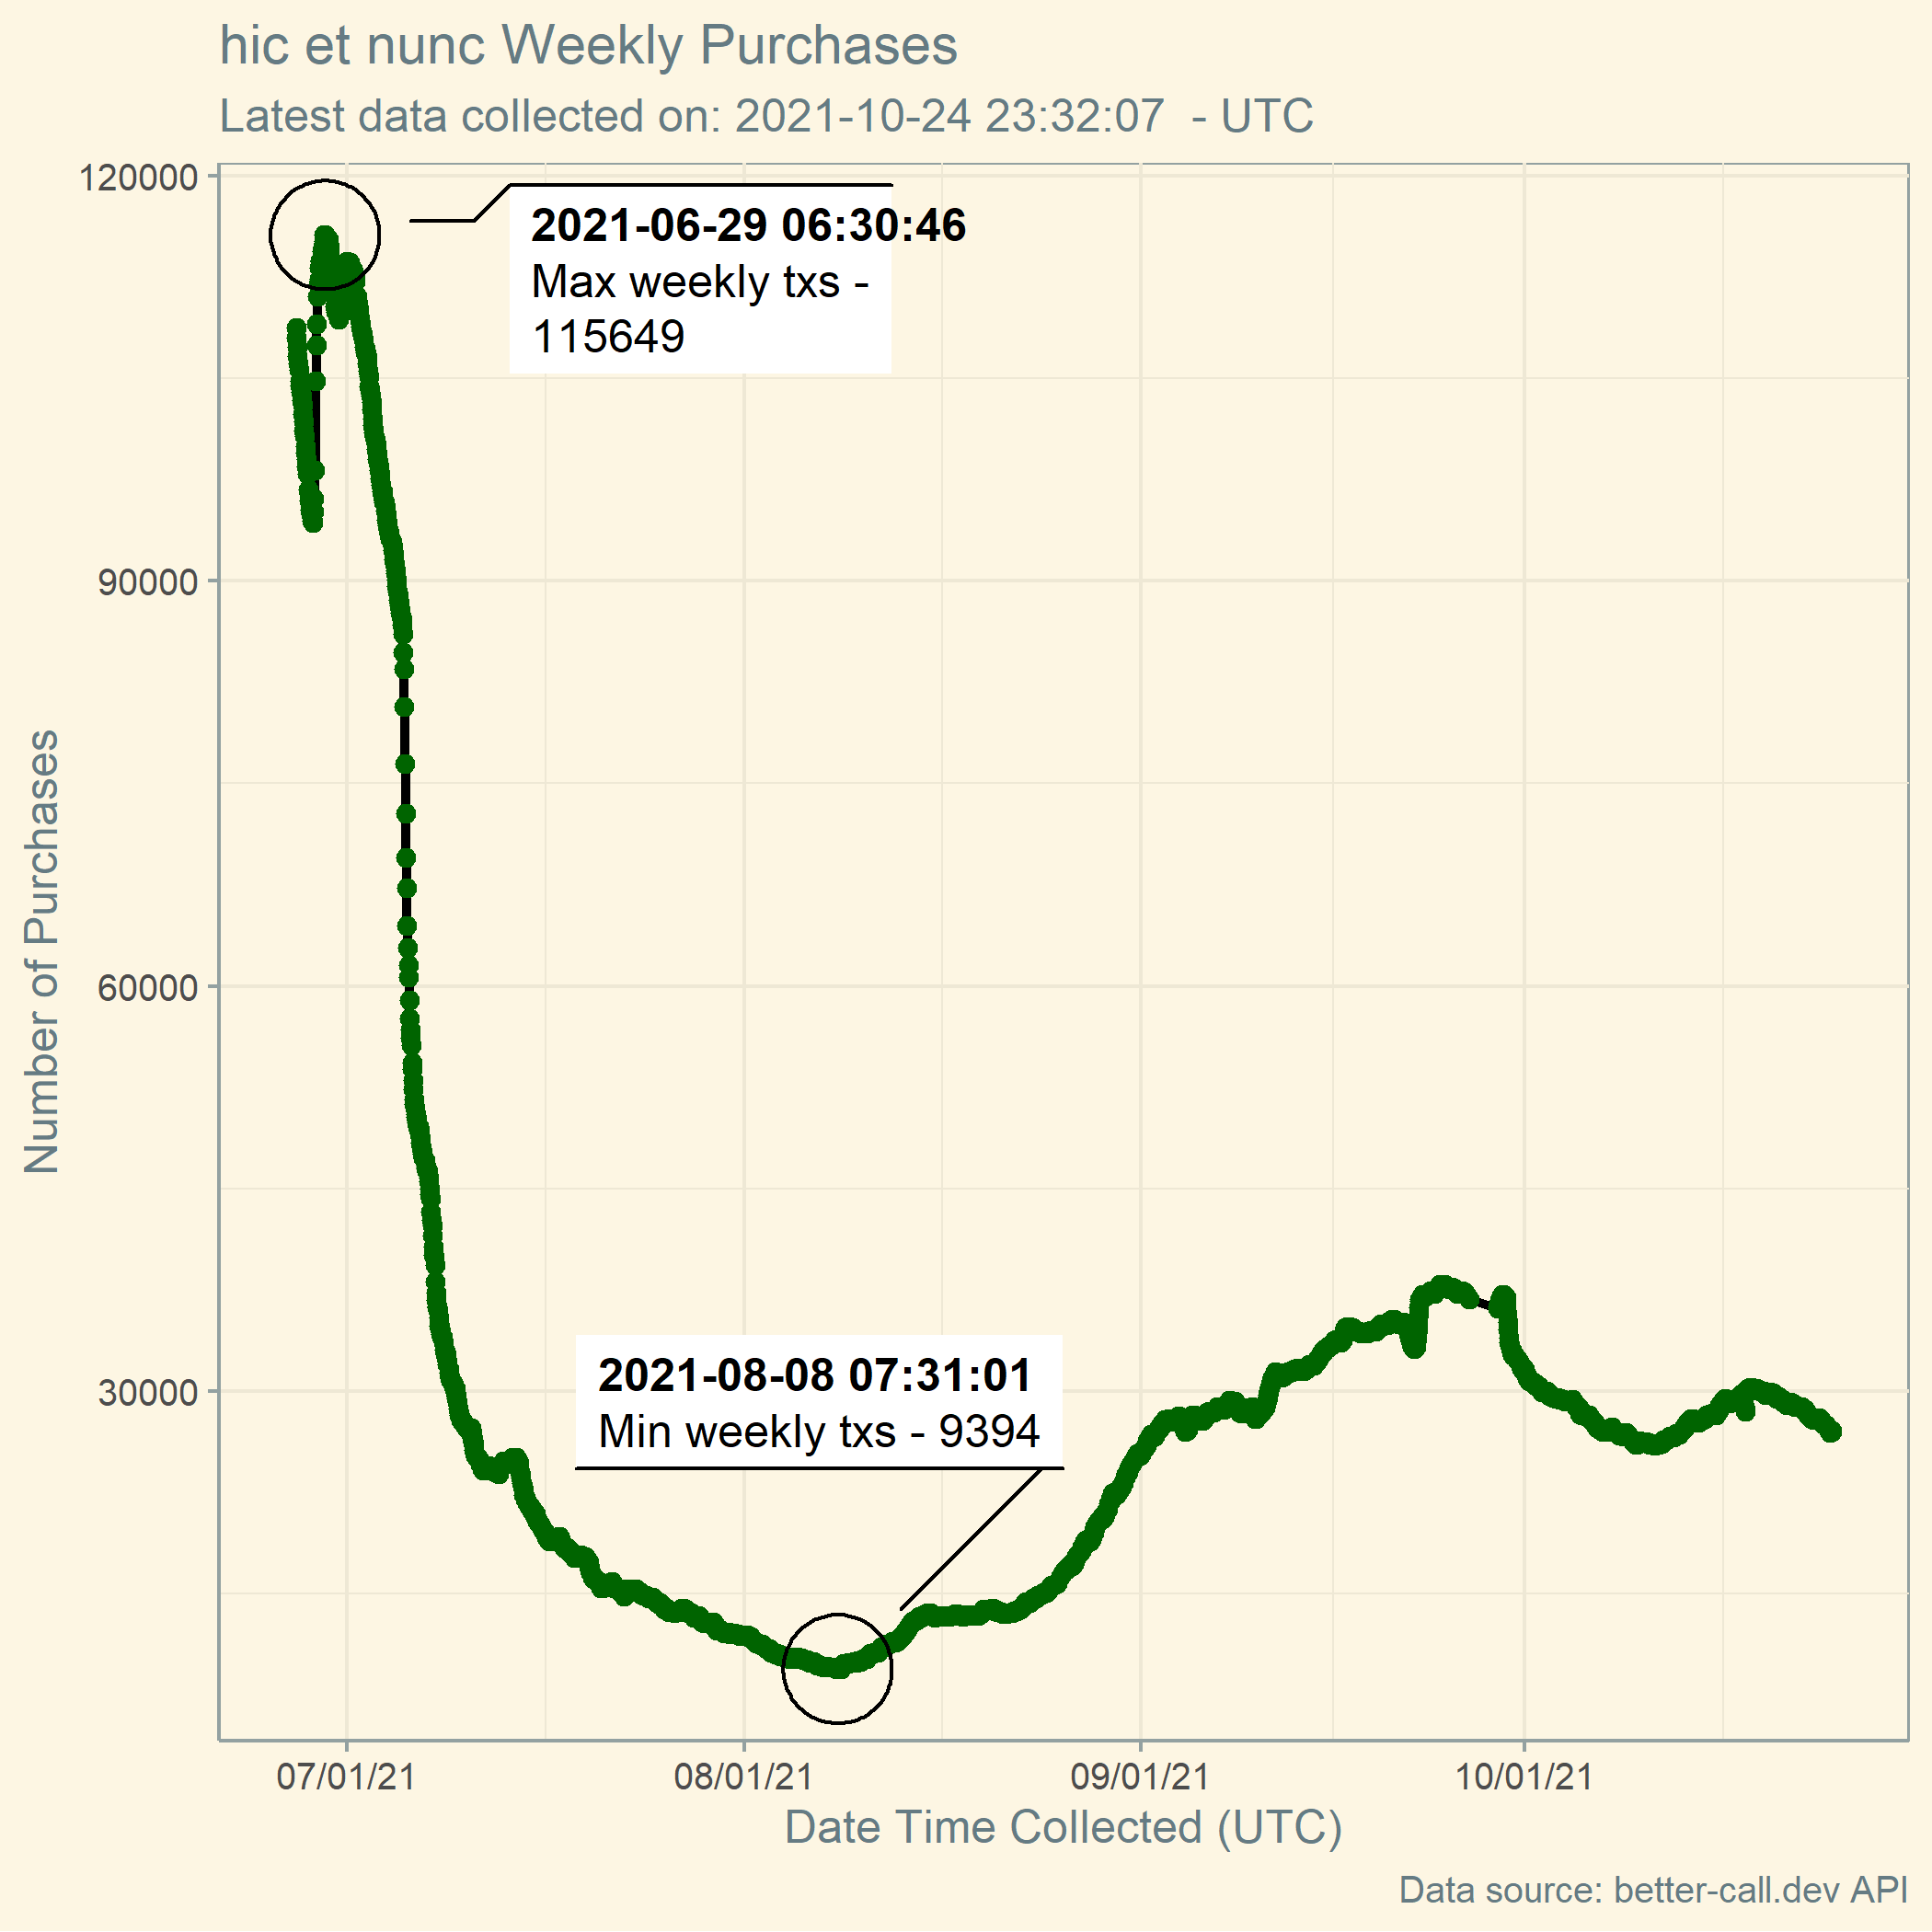 hic et nunc Weekly Purchases
Latest data collected on: 2021-10-24 23:32:07  - UTC
120000
2021-06-29 06:30:46
Max weekly txs -
115649
90000
Number of Purchases
60000
30000
2021-08-08 07:31:01
Min weekly txs - 9394
07/01/21
08/01/21
09/01/21
10/01/21
Date Time Collected (UTC)
Data source: better-call.dev API